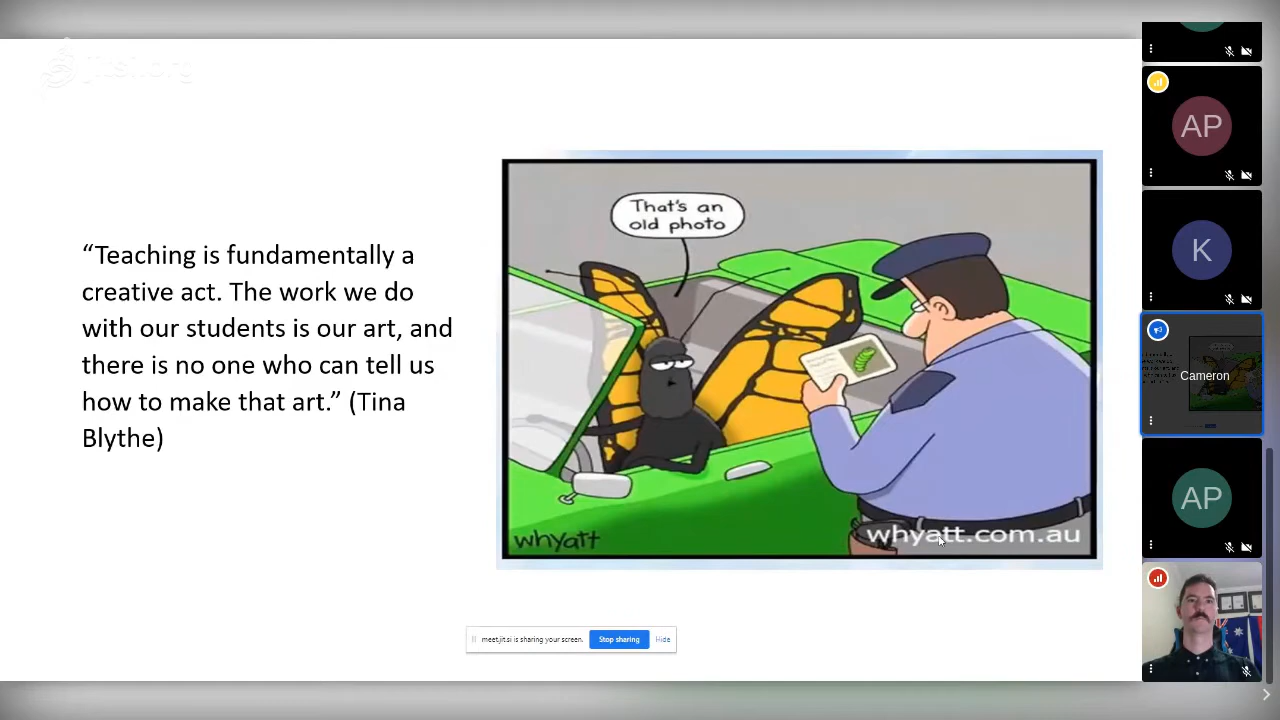 jitsi.org
“Teaching is fundamentally a
creative act. The work we do
with our students is our art, and
there is no one who can tell us
how to make that art.” (Tina
Blythe)
That's an
old photo
whyatt
whyatt.com.au
meet.jit.si is sharing your screen.
Stop sharing
Hide
AP
K
Cameron
AP